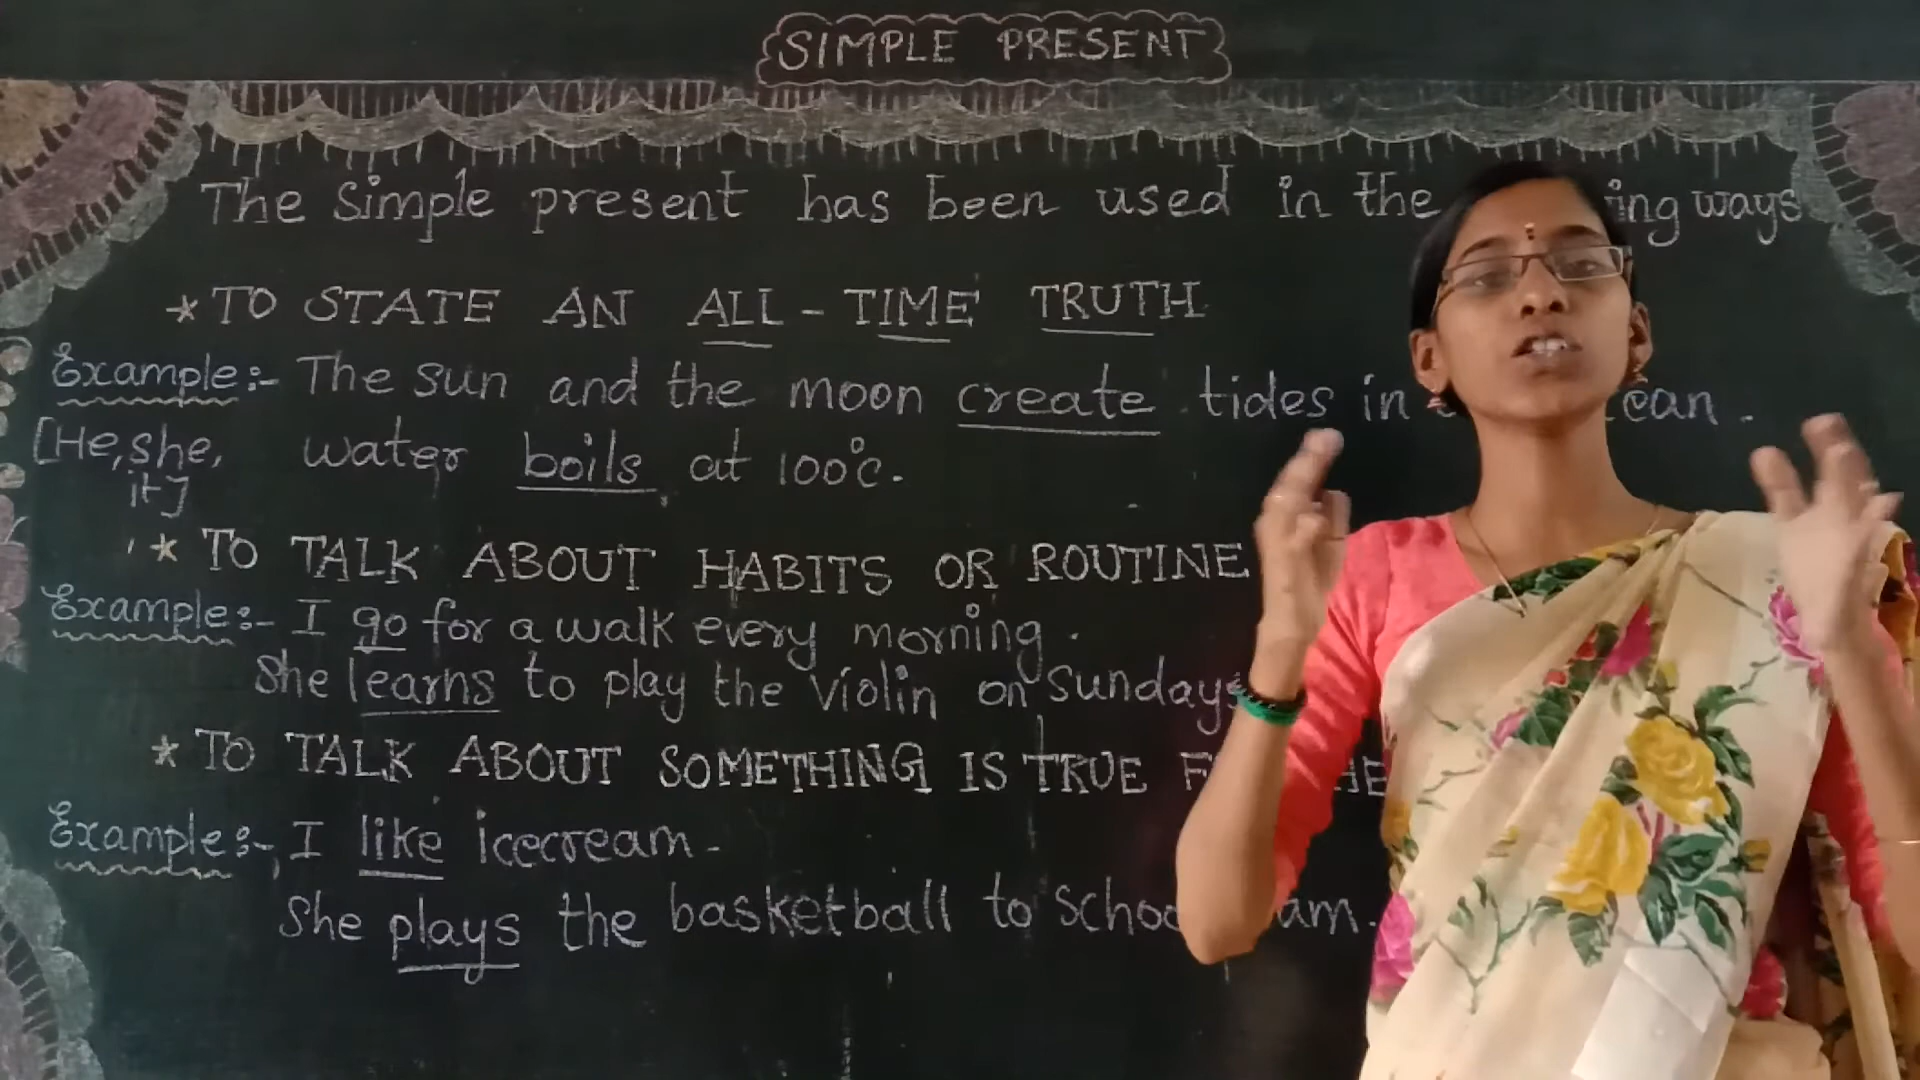 SIMPLE PRESENT
The Simple present has been used in the ing ways
* TO STATE AN ALL - TIME TRUTH
Example:- The sun and the moon create tides in
[He, she, it] water boils at 100°c.
* TO TALK ABOUT HABITS OR ROUTINE
Example:- I go for a walk every morning.
She learns to play the violin on Sundays
* TO TALK ABOUT SOMETHING IS TRUE
Example:- I like icecream.
She plays the basketball to